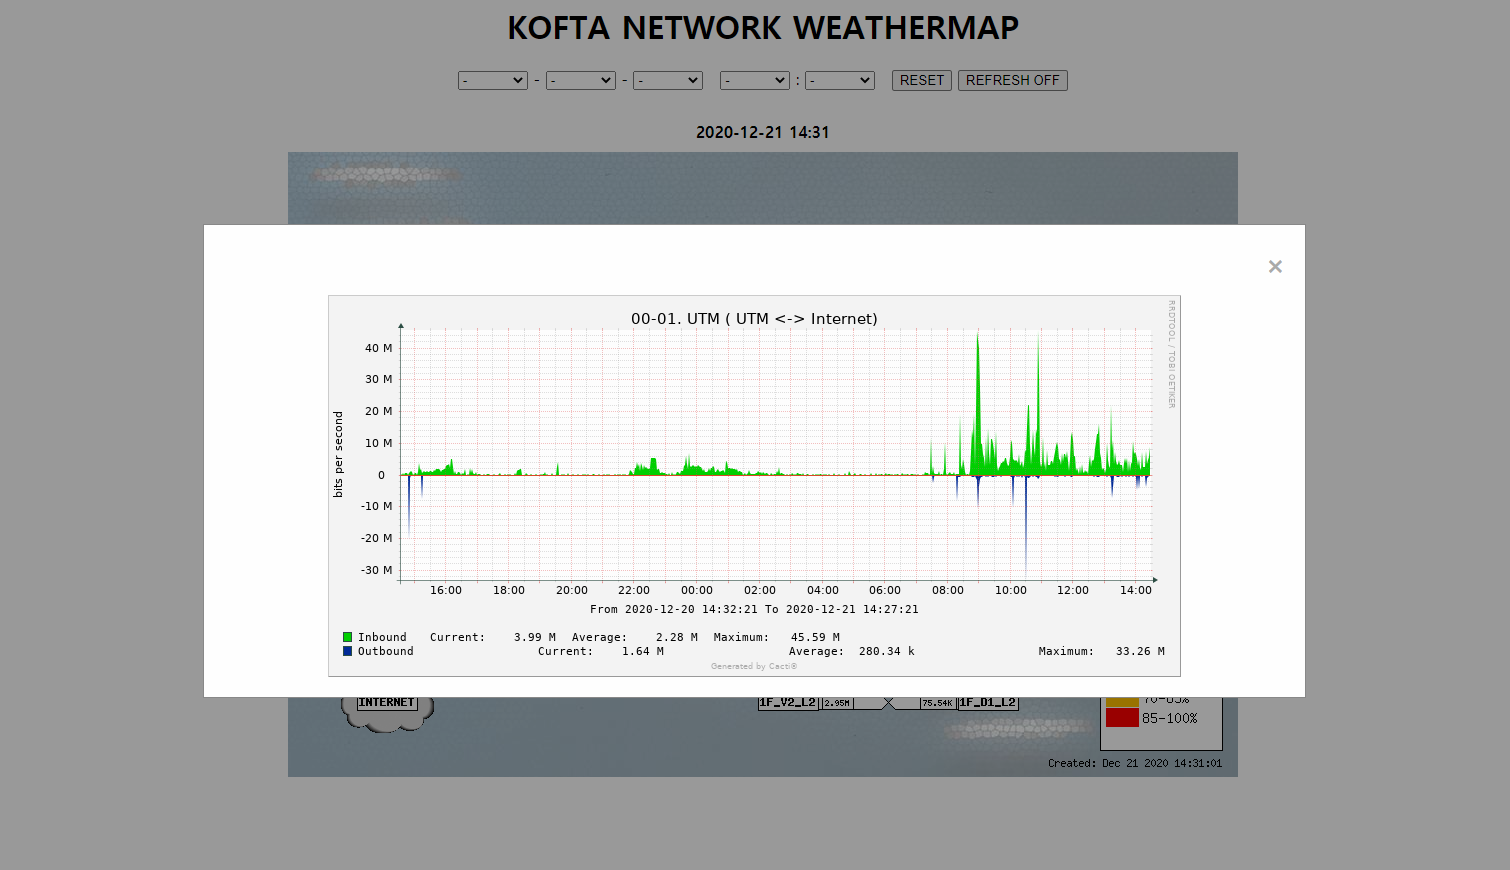 KOFTA NETWORK WEATHERMAP
- - - - - - : - RESET REFRESH OFF
2020-12-21 14:31
×
00-01. UTM ( UTM <-> Internet)
RRDTOOL / TOBI OETIKER
bits per second
40 M
30 M
20 M
10 M
0
-10 M
-20 M
-30 M
16:00 18:00 20:00 22:00 00:00 02:00 04:00 06:00 08:00 10:00 12:00 14:00
From 2020-12-20 14:32:21 To 2020-12-21 14:27:21
Inbound Current: 3.99 M Average: 2.28 M Maximum: 45.59 M
Outbound Current: 1.64 M Average: 280.34 k Maximum: 33.26 M
Generated by Cacti®
INTERNET
1F_V2_L2 2.95M 75.54K 1F_D1_L2
70-85%
85-100%
Created: Dec 21 2020 14:31:01